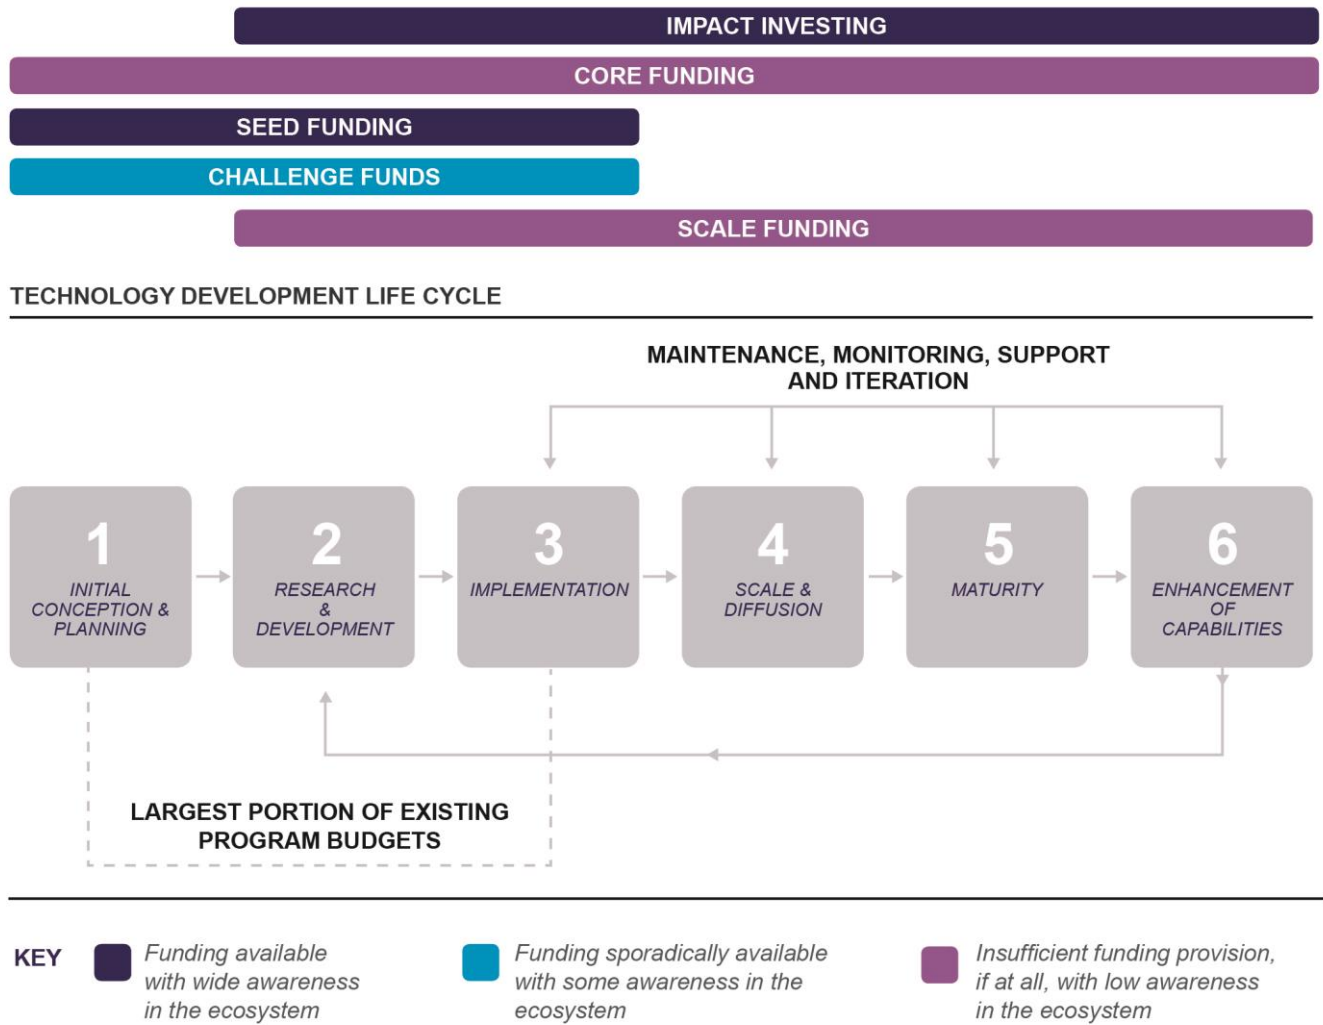 IMPACT INVESTING
CORE FUNDING
SEED FUNDING
CHALLENGE FUNDS
SCALE FUNDING
TECHNOLOGY DEVELOPMENT LIFE CYCLE
MAINTENANCE, MONITORING, SUPPORT
AND ITERATION
1
INITIAL
CONCEPTION &
PLANNING
2
RESEARCH
&
DEVELOPMENT
3
IMPLEMENTATION
4
SCALE &
DIFFUSION
5
MATURITY
6
ENHANCEMENT
OF
CAPABILITIES
LARGEST PORTION OF EXISTING
PROGRAM BUDGETS
KEY
Funding available
with wide awareness
in the ecosystem
Funding sporadically available
with some awareness in the
ecosystem
Insufficient funding provision,
if at all, with low awareness
in the ecosystem